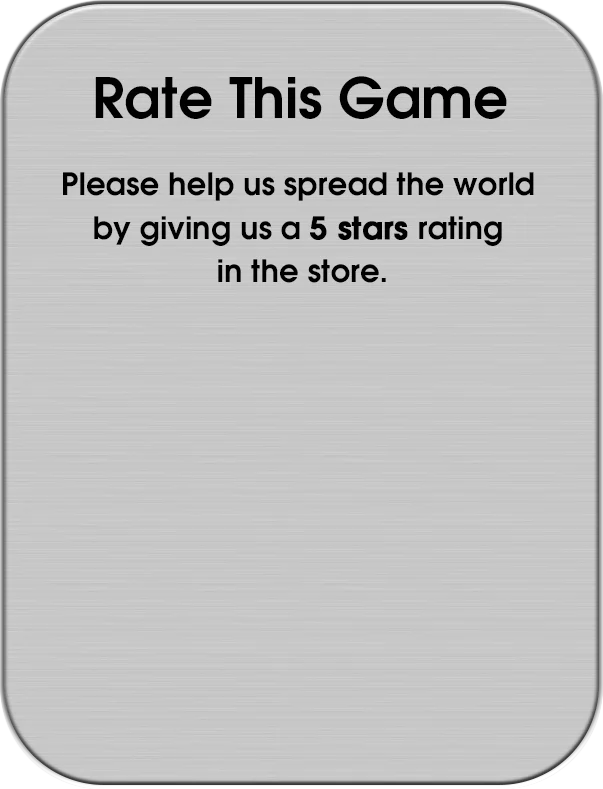 Rate This Game
Please help us spread the world
by giving us a 5 stars rating
in the store.